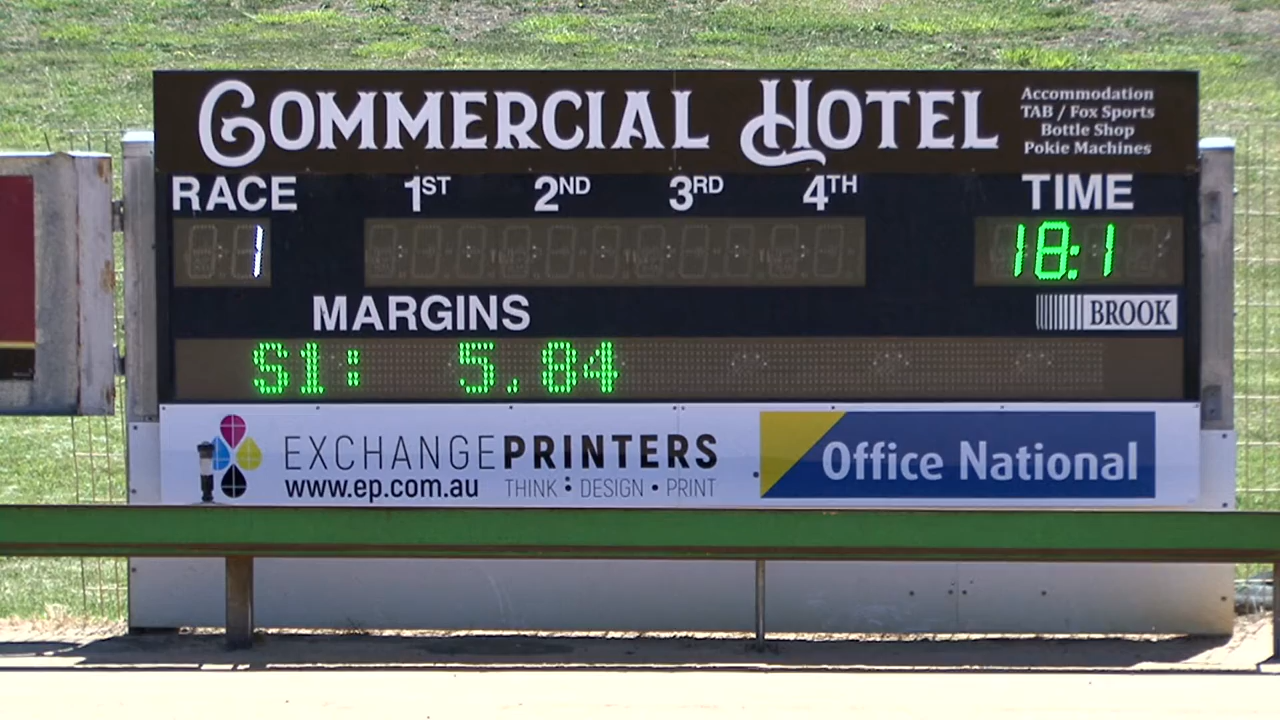 COMMERCIAL HOTEL
Accommodation
TAB / Fox Sports
Bottle Shop
Pokie Machines
RACE 1ST 2ND 3RD 4TH TIME
1 18:1
MARGINS
BROOK
S1: 5.84
EXCHANGEPRINTERS
www.ep.com.au THINK • DESIGN • PRINT
Office National